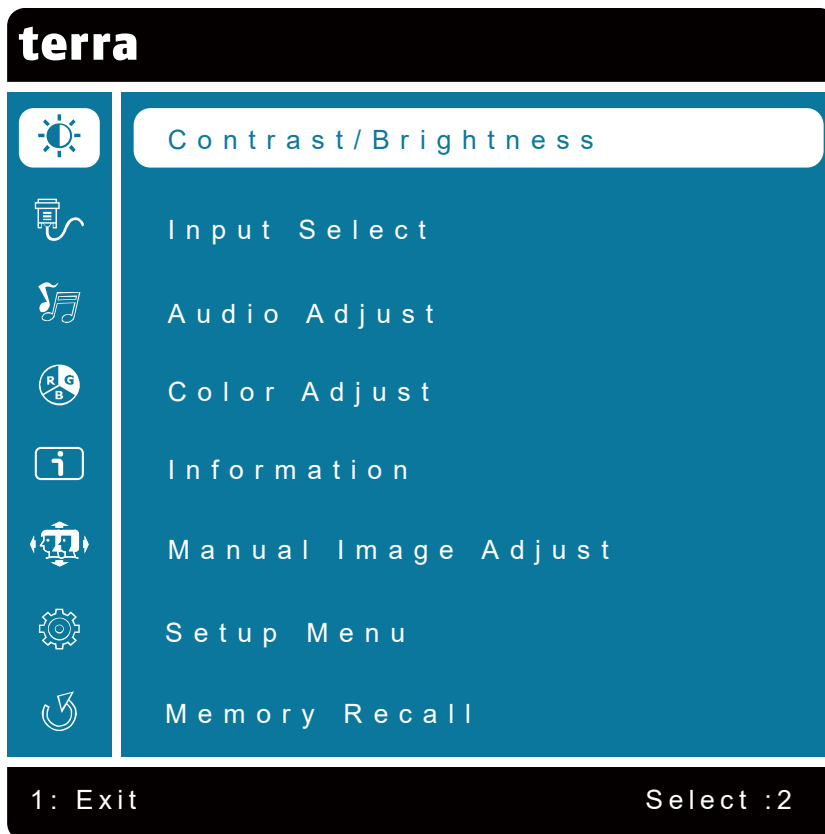 terra
Contrast/Brightness
Input Select
Audio Adjust
R G
B
Color Adjust
i
Information
Manual Image Adjust
Setup Menu
Memory Recall
1: Exit
Select :2